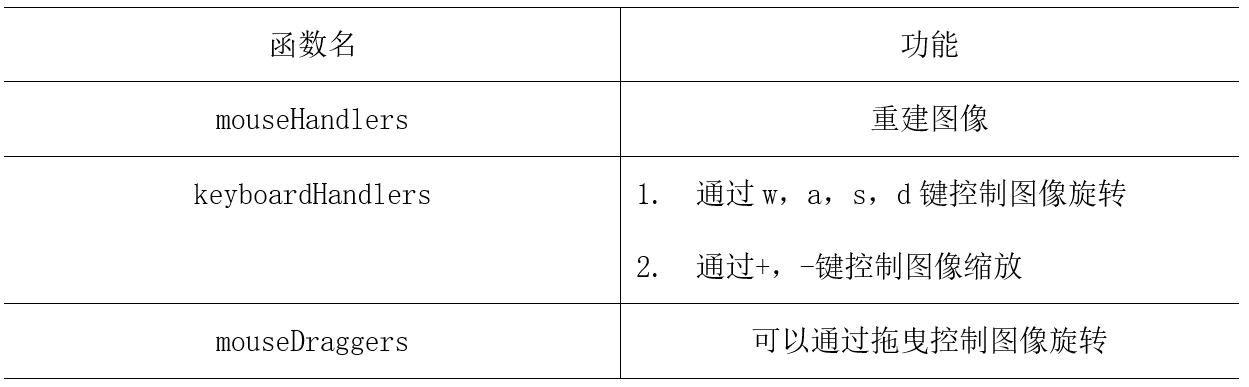 函数名 功能
mouseHandlers 重建图像
keyboardHandlers 1. 通过 w, a, s, d 键控制图像旋转
2. 通过+, -键控制图像缩放
mouseDraggers 可以通过拖曳控制图像旋转